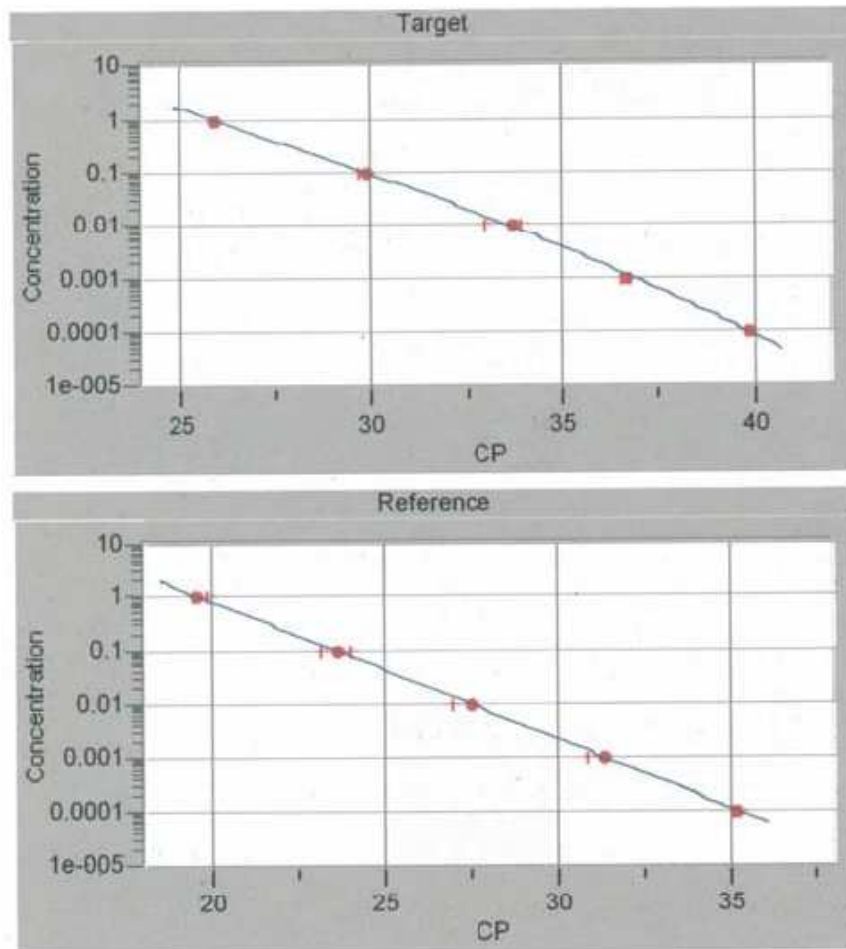 Target
10
1
0.1
0.01
0.001
0.0001
1e-005
Concentration
25 30 35 40
CP
Reference
10
1
0.1
0.01
0.001
0.0001
1e-005
Concentration
20 25 30 35
CP